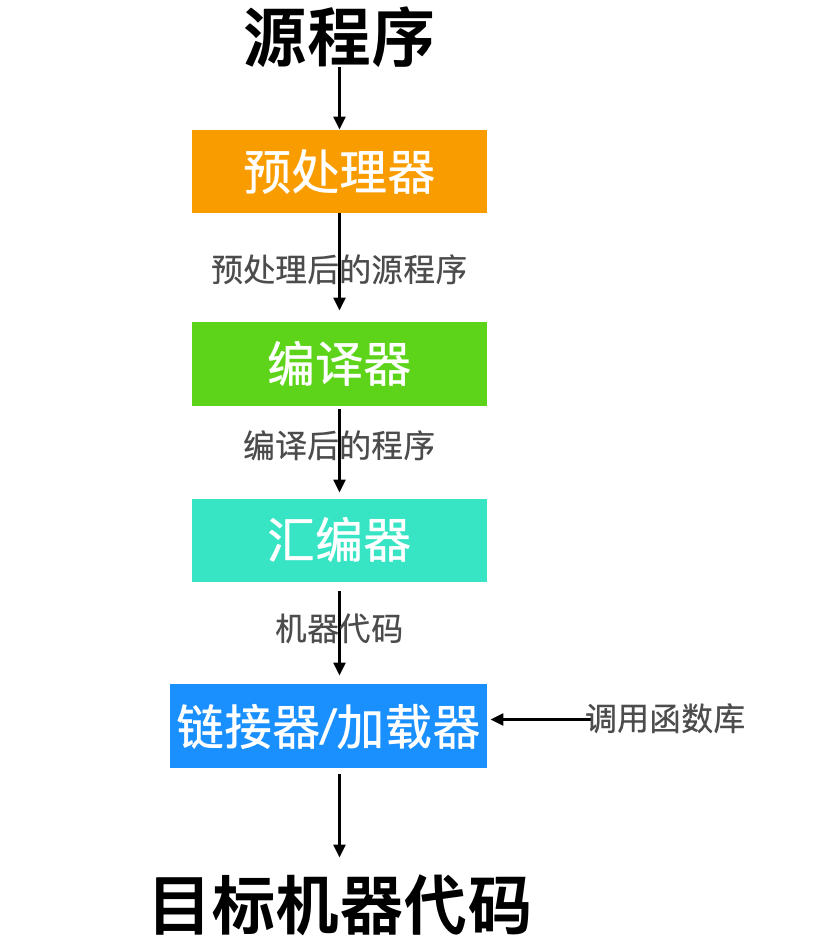 源程序
预处理器
预处理后的源程序
编译器
编译后的程序
汇编器
机器代码
链接器/加载器
调用函数库
目标机器代码